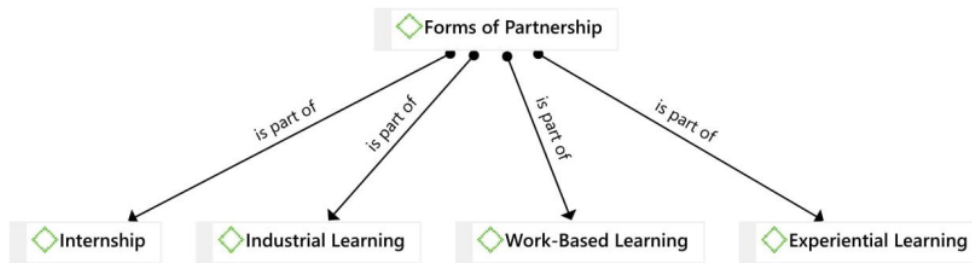 Forms of Partnership
is part of
is part of
is part of
is part of
Internship
Industrial Learning
Work-Based Learning
Experiential Learning